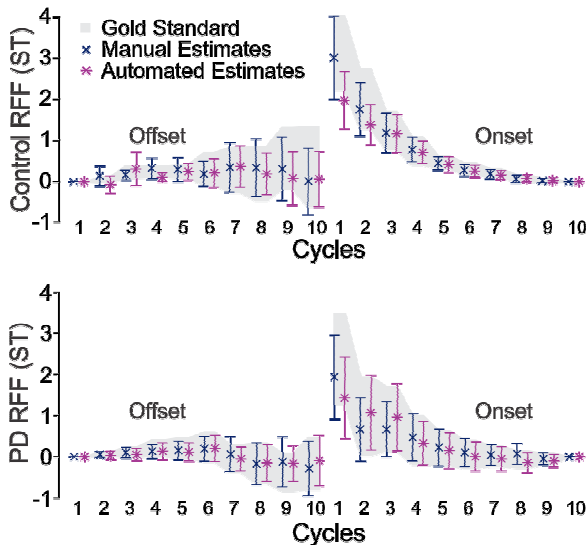 4
3
2
1
0
-1
Control RFF (ST)
Gold Standard
Manual Estimates
Automated Estimates
Offset
Onset
1 2 3 4 5 6 7 8 9 10 1 2 3 4 5 6 7 8 9 10
Cycles
4
3
2
1
0
-1
PD RFF (ST)
Offset
Onset
1 2 3 4 5 6 7 8 9 10 1 2 3 4 5 6 7 8 9 10
Cycles